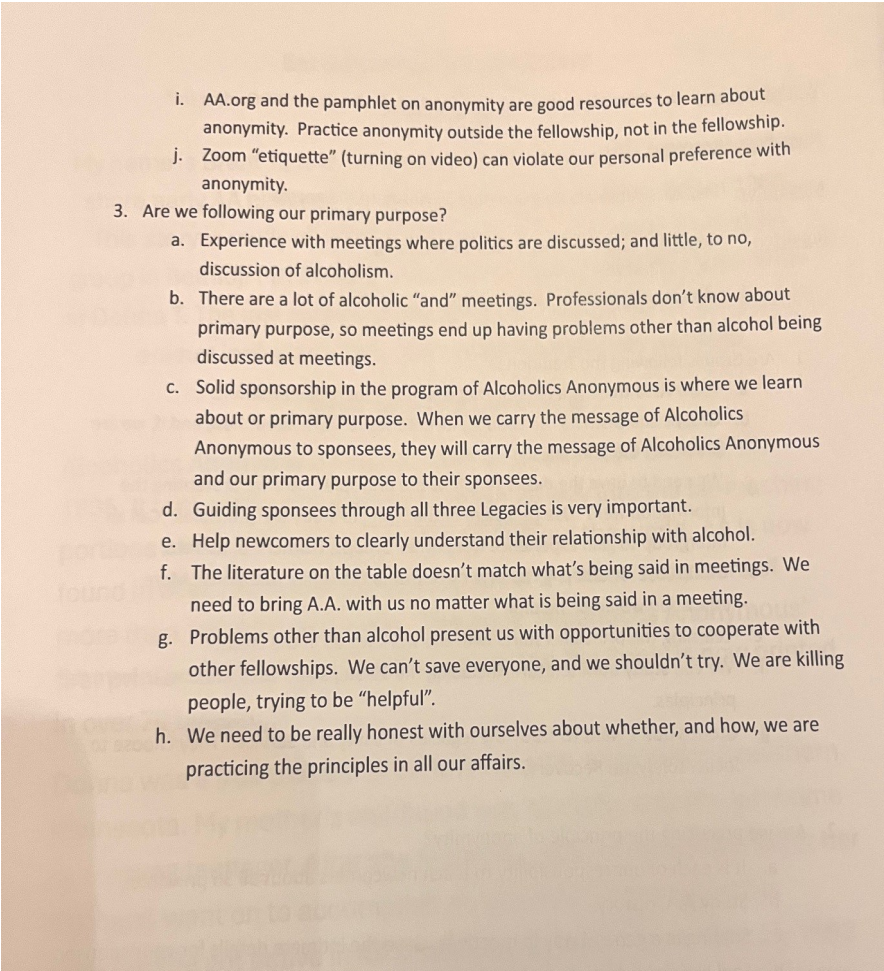 i. AA.org and the pamphlet on anonymity are good resources to learn about
anonymity. Practice anonymity outside the fellowship, not in the fellowship.
j. Zoom “etiquette” (turning on video) can violate our personal preference with
anonymity.
3. Are we following our primary purpose?
a. Experience with meetings where politics are discussed; and little, to no,
discussion of alcoholism.
b. There are a lot of alcoholic “and” meetings. Professionals don’t know about
primary purpose, so meetings end up having problems other than alcohol being
discussed at meetings.
c. Solid sponsorship in the program of Alcoholics Anonymous is where we learn
about or primary purpose. When we carry the message of Alcoholics
Anonymous to sponsees, they will carry the message of Alcoholics Anonymous
and our primary purpose to their sponsees.
d. Guiding sponsees through all three Legacies is very important.
e. Help newcomers to clearly understand their relationship with alcohol.
f. The literature on the table doesn’t match what’s being said in meetings. We
need to bring A.A. with us no matter what is being said in a meeting.
g. Problems other than alcohol present us with opportunities to cooperate with
other fellowships. We can’t save everyone, and we shouldn’t try. We are killing
people, trying to be “helpful”.
h. We need to be really honest with ourselves about whether, and how, we are
practicing the principles in all our affairs.